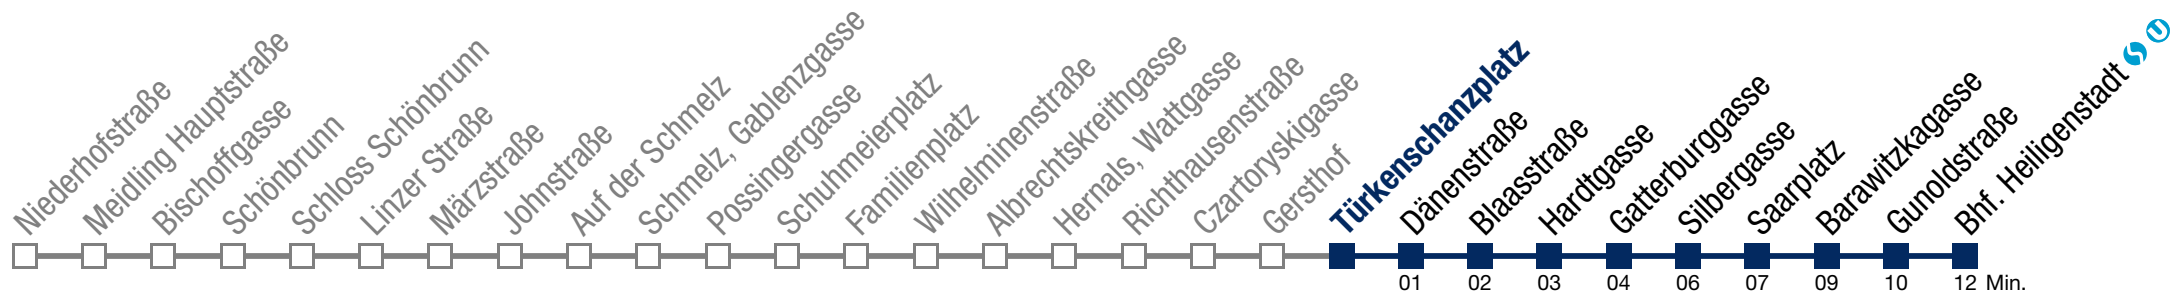 Niederhofstraße
Meidling Hauptstraße
Bischoffgasse
Schönbrunn
Schloss Schönbrunn
Linzer Straße
Märzstraße
Johnstraße
Auf der Schmelz
Schmelz, Gablenzgasse
Possingergasse
Schuhmeierplatz
Familienplatz
Wilhelminenstraße
Albrechtskreithgasse
Hernals, Wattgasse
Richthausenstraße
Czartoryskigasse
Gersthof
Türkenschanzplatz
Dänenstraße
Blaasstraße
Hardtgasse
Gatterburggasse
Silbergasse
Saarplatz
Barawitzkagasse
Gunoldstraße
Bhf. Heiligenstadt S U
01 02 03 04 06 07 09 10 12 Min.